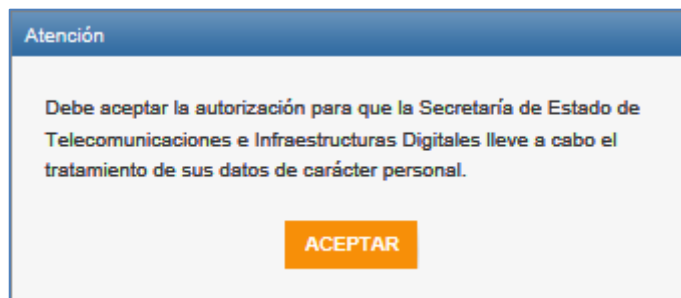 Atención
Debe aceptar la autorización para que la Secretaría de Estado de
Telecomunicaciones e Infraestructuras Digitales lleve a cabo el
tratamiento de sus datos de carácter personal.
ACEPTAR